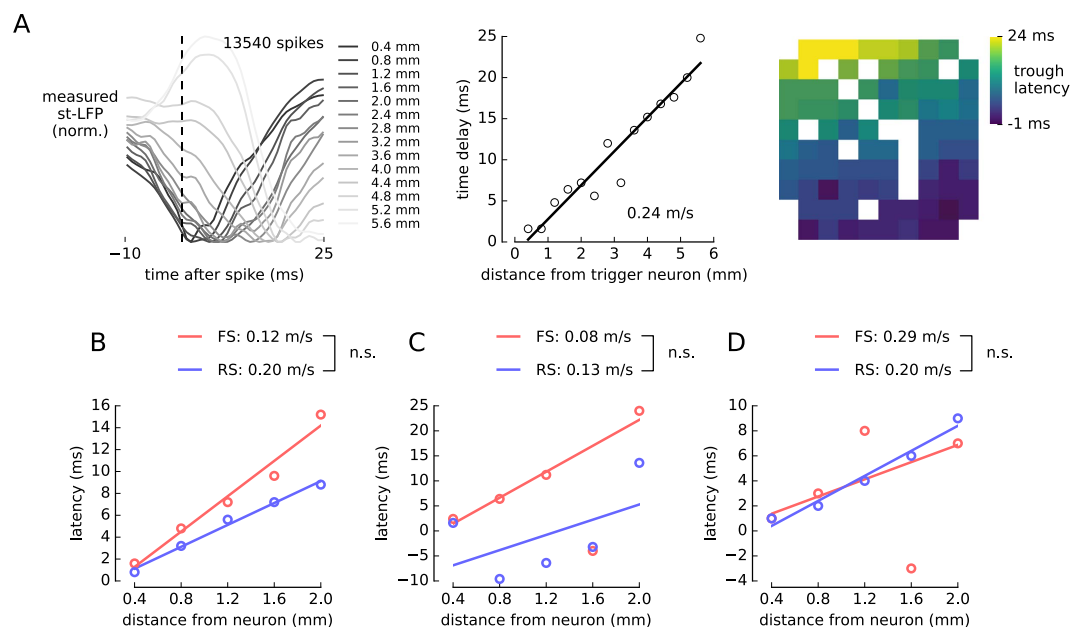 A
13540 spikes
measured
st-LFP
(norm.)
0.4 mm
0.8 mm
1.2 mm
1.6 mm
2.0 mm
2.4 mm
2.8 mm
3.2 mm
3.6 mm
4.0 mm
4.4 mm
4.8 mm
5.2 mm
5.6 mm
−10
25
time after spike (ms)
time delay (ms)
25
20
15
10
5
0
0.24 m/s
0 1 2 3 4 5 6
distance from trigger neuron (mm)
24 ms
trough
latency
-1 ms
B
FS: 0.12 m/s
RS: 0.20 m/s
n.s.
latency (ms)
16
14
12
10
8
6
4
2
0
0.4 0.8 1.2 1.6 2.0
distance from neuron (mm)
C
FS: 0.08 m/s
RS: 0.13 m/s
n.s.
latency (ms)
25
20
15
10
5
0
−5
−10
0.4 0.8 1.2 1.6 2.0
distance from neuron (mm)
D
FS: 0.29 m/s
RS: 0.20 m/s
n.s.
latency (ms)
10
8
6
4
2
0
−2
−4
0.4 0.8 1.2 1.6 2.0
distance from neuron (mm)